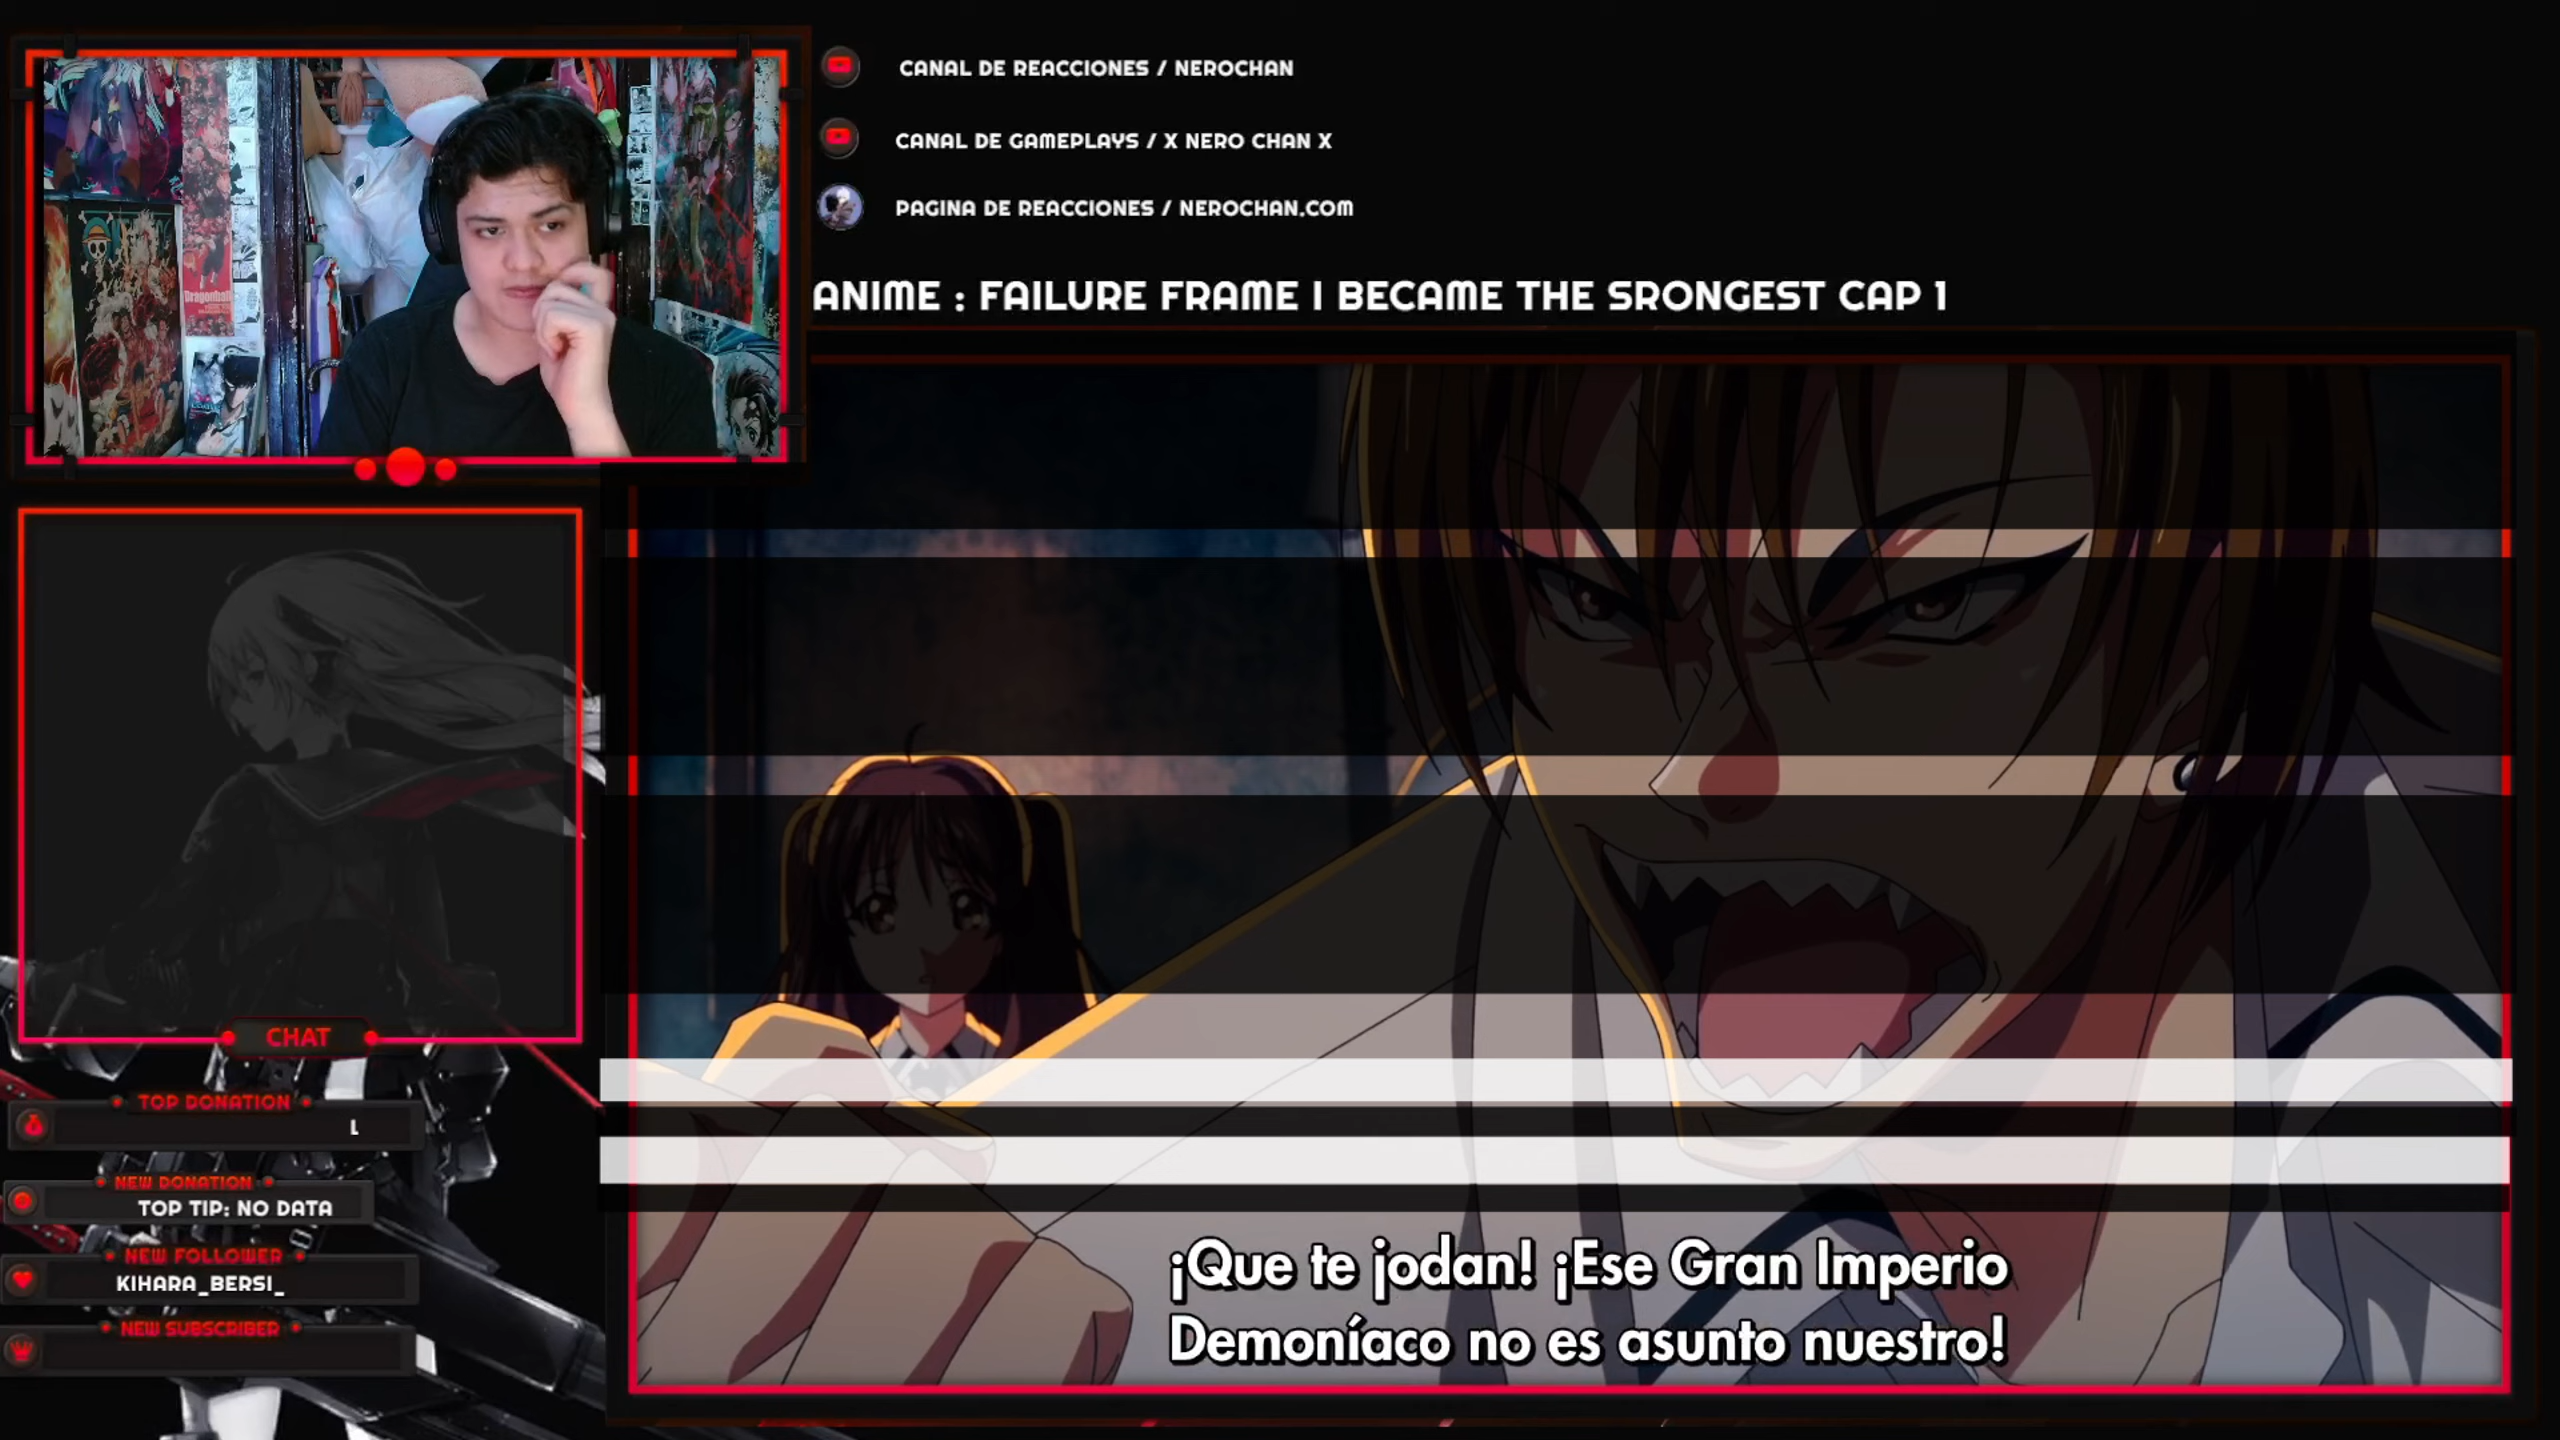 CANAL DE REACCIONES / NEROCHAN
CANAL DE GAMEPLAYS / X NERO CHAN X
PAGINA DE REACCIONES / NEROCHAN.COM
ANIME : FAILURE FRAME I BECAME THE SRONGEST CAP 1
Dragonball
CHAT
TOP DONATION
L
NEW DONATION
TOP TIP: NO DATA
NEW FOLLOWER
KIHARA_BERSI_
NEW SUBSCRIBER
¡Que te jodan! ¡Ese Gran Imperio
Demoníaco no es asunto nuestro!